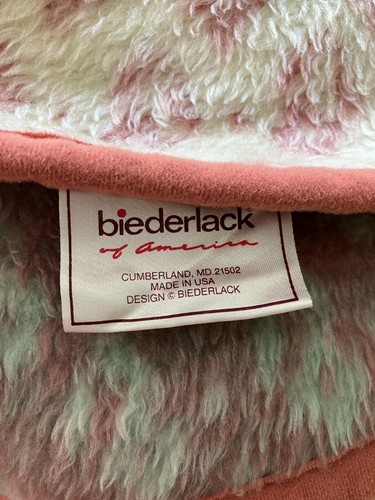 biederlack
of america
CUMBERLAND, MD.21502
MADE IN USA
DESIGN © BIEDERLACK